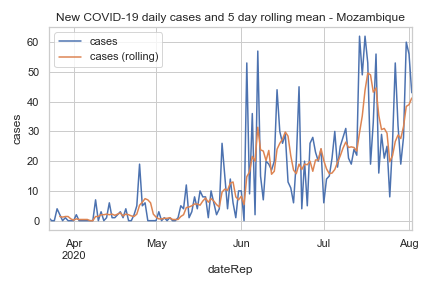 New COVID-19 daily cases and 5 day rolling mean - Mozambique
cases
cases (rolling)
cases
60
50
40
30
20
10
0
Apr
2020
May
Jun
Jul
Aug
dateRep